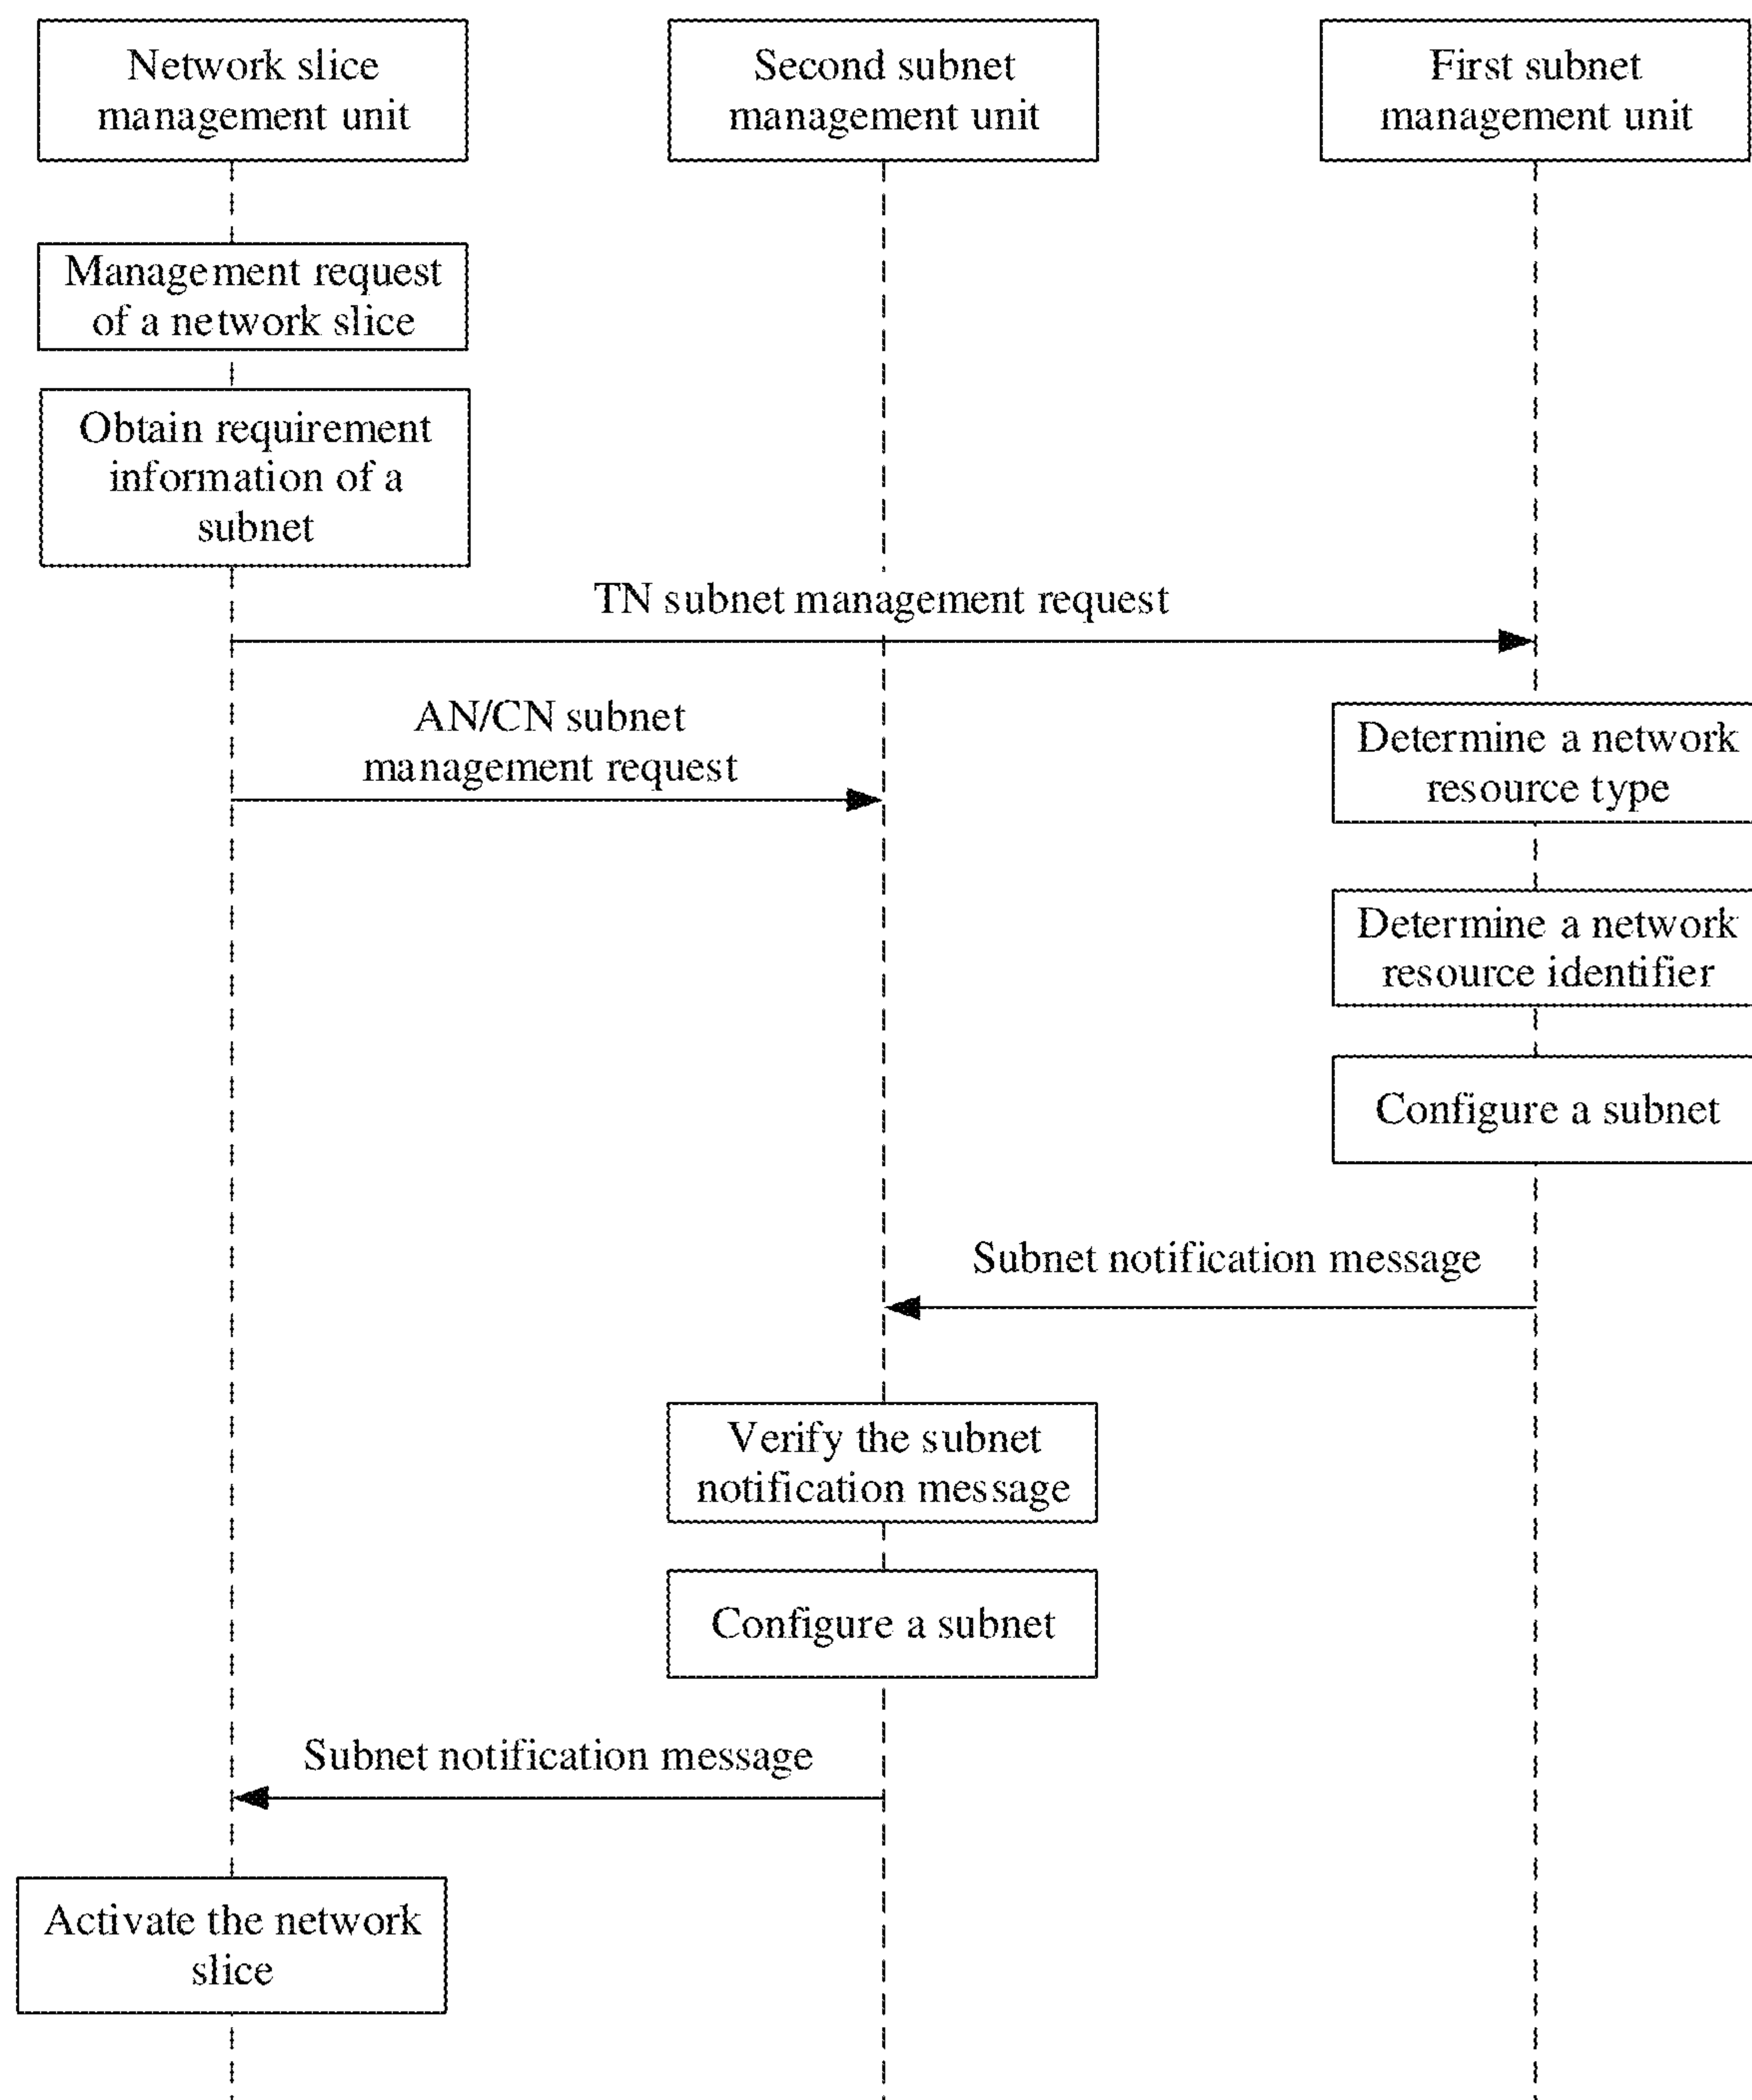 Network slice
management unit
Second subnet
management unit
First subnet
management unit
Management request
of a network slice
Obtain requirement
information of a
subnet
TN subnet management request
AN/CN subnet
management request
Determine a network
resource type
Determine a network
resource identifier
Configure a subnet
Subnet notification message
Verify the subnet
notification message
Configure a subnet
Subnet notification message
Activate the network
slice